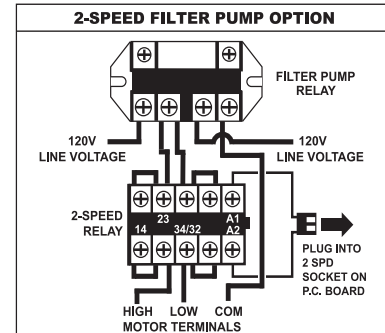 2-SPEED FILTER PUMP OPTION
FILTER PUMP
RELAY
120V
LINE VOLTAGE
120V
LINE VOLTAGE
2-SPEED
RELAY
23
14
34/32
A1
A2
PLUG INTO
2 SPD
SOCKET ON
P.C. BOARD
HIGH LOW COM
MOTOR TERMINALS